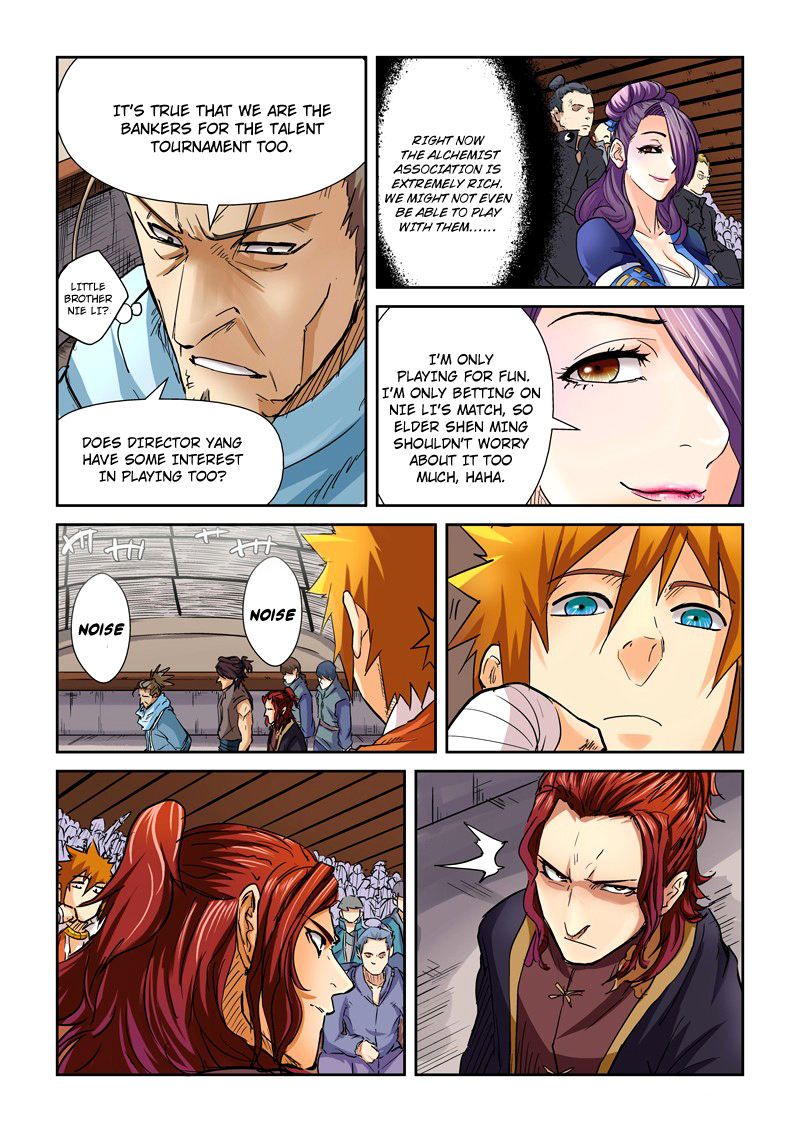 IT'S TRUE THAT WE ARE THE
BANKERS FOR THE TALENT
TOURNAMENT TOO.
LITTLE
BROTHER
NIE LI?
DOES DIRECTOR YANG
HAVE SOME INTEREST
IN PLAYING TOO?
RIGHT NOW
THE ALCHEMIST
ASSOCIATION IS
EXTREMELY RICH.
WE MIGHT NOT EVEN
BE ABLE TO PLAY
WITH THEM......
I'M ONLY
PLAYING FOR FUN.
I'M ONLY BETTING ON
NIE LI'S MATCH, SO
ELDER SHEN MING
SHOULDN'T WORRY
ABOUT IT TOO
MUCH, HAHA.
NOISE
NOISE